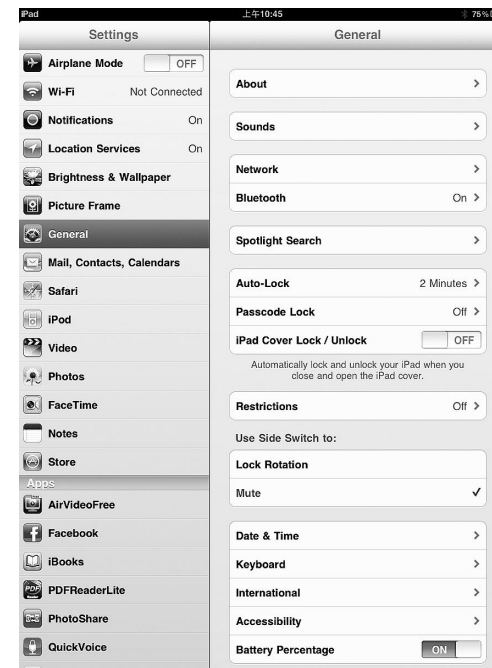 iPad 上午10:45 75%
Settings
Airplane Mode OFF
Wi-Fi Not Connected
Notifications On
Location Services On
Brightness & Wallpaper
Picture Frame
General
Mail, Contacts, Calendars
Safari
iPod
Video
Photos
FaceTime
Notes
Store
Apps
AirVideoFree
Facebook
iBooks
PDF PDFReaderLite
PhotoShare
QuickVoice
General
About
Sounds
Network
Bluetooth On
Spotlight Search
Auto-Lock 2 Minutes
Passcode Lock Off
iPad Cover Lock / Unlock OFF
Automatically lock and unlock your iPad when you
close and open the iPad cover.
Restrictions Off
Use Side Switch to:
Lock Rotation
Mute
Date & Time
Keyboard
International
Accessibility
Battery Percentage ON